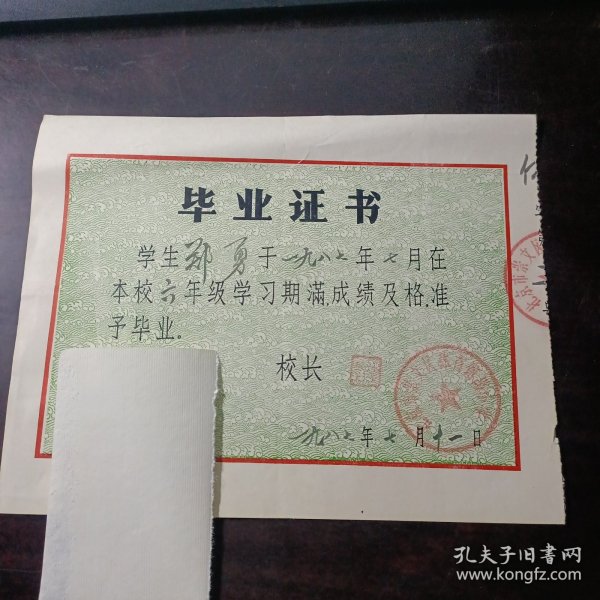 毕业证书
学生郑勇于一九八七年七月在
本校六年级学习期满,成绩及格,准
予毕业.
校长
一九八七年七月十一日
孔夫子旧书网
www.kongfz.com